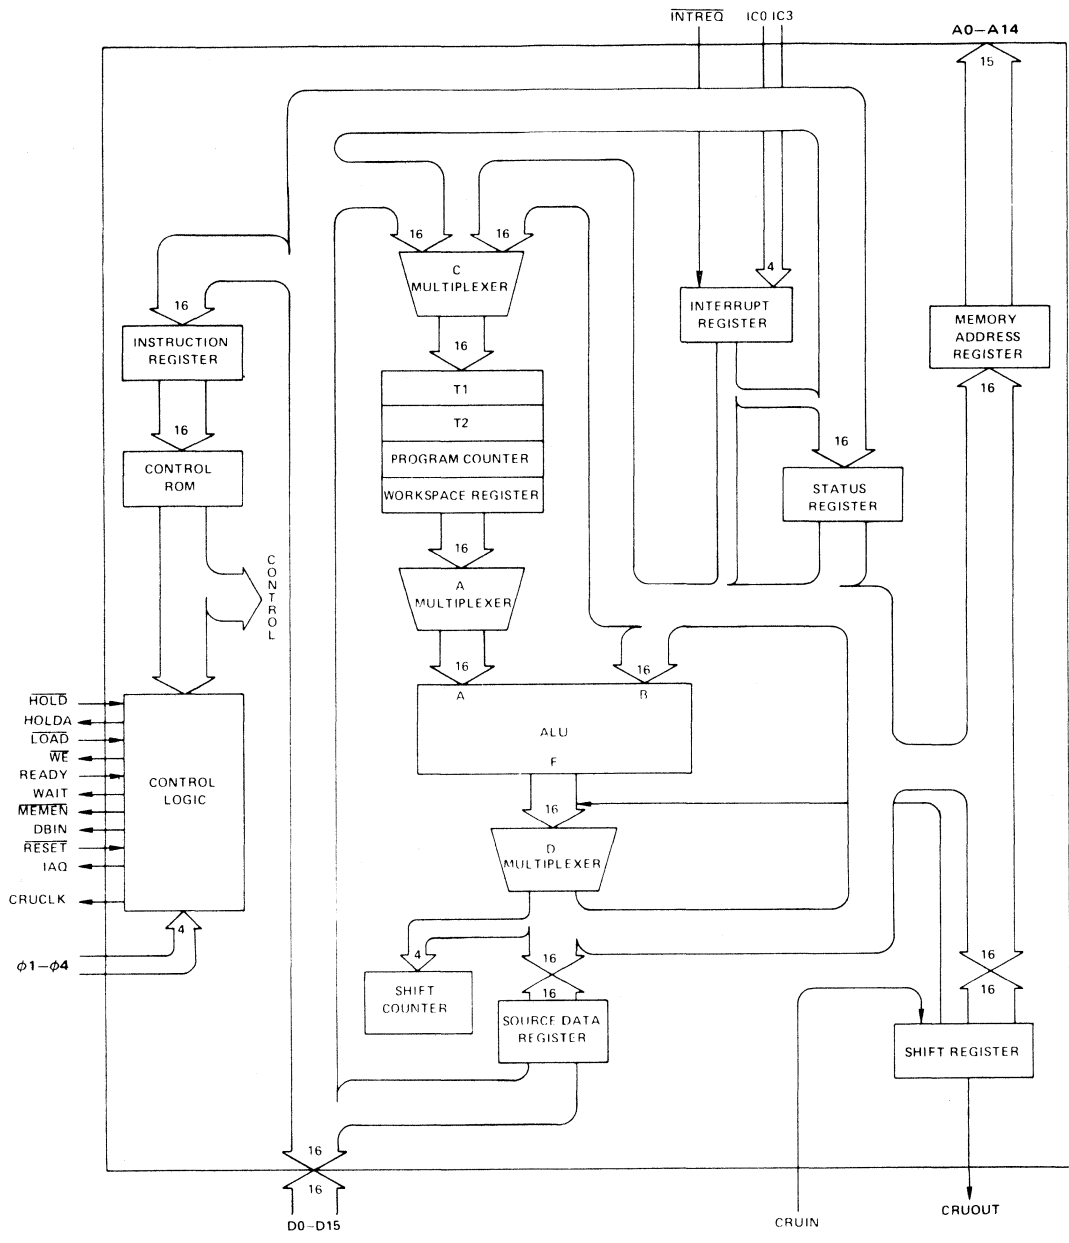 INTREQ
IC0 IC3
A0-A14
15
16
16
C
MULTIPLEXER
4
INTERRUPT
REGISTER
MEMORY
ADDRESS
REGISTER
16
INSTRUCTION
REGISTER
16
T1
T2
PROGRAM COUNTER
WORKSPACE REGISTER
16
16
CONTROL
ROM
16
STATUS
REGISTER
16
A
MULTIPLEXER
CONTROL
16
A
16
B
ALU
F
HOLD
HOLDA
LOAD
WE
READY
WAIT
MEMEN
DBIN
RESET
IAQ
CRUCLK
CONTROL
LOGIC
16
D
MULTIPLEXER
4
ϕ1-ϕ4
4
SHIFT
COUNTER
16
16
SOURCE DATA
REGISTER
16
16
SHIFT REGISTER
16
16
D0-D15
CRUIN
CRUOUT